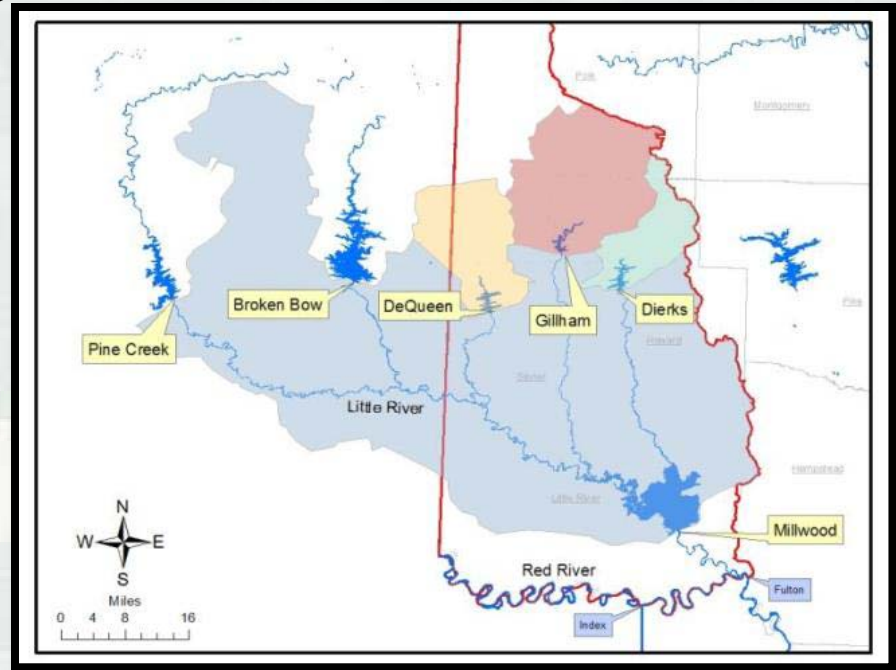 Polk
Montgomery
Broken Bow
DeQueen
Gillham
Dierks
Pike
Pine Creek
Howard
Sevier
Little River
Hempstead
Little River
Millwood
N
W E
S
Red River
Fulton
Miles
0 4 8 16
Index